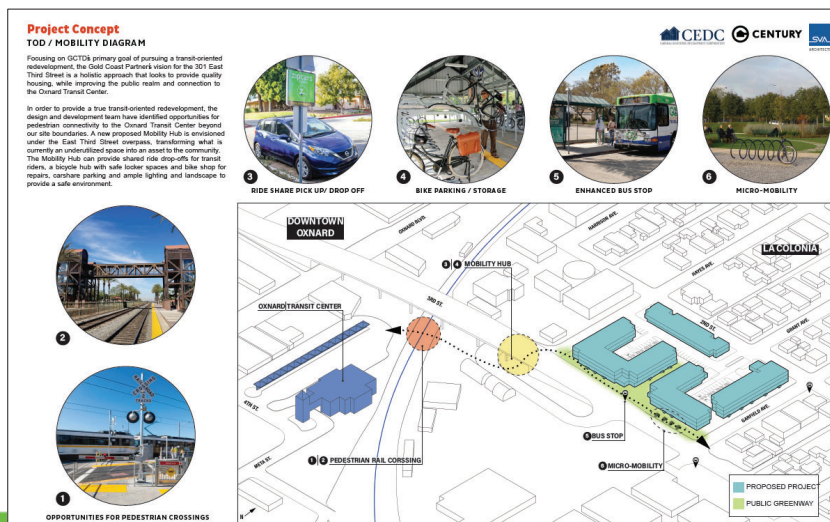 Project Concept
TOD / MOBILITY DIAGRAM
Focusing on GCTD's primary goal of pursuing a transit-oriented
redevelopment, the Gold Coast Partner's vision for the 301 East
Third Street is a holistic approach that looks to provide quality
housing, while improving the public realm and connection to
the Oxnard Transit Center.
In order to provide a true transit-oriented redevelopment, the
design and development team have identified opportunities for
pedestrian connectivity to the Oxnard Transit Center beyond
our site boundaries. A new proposed Mobility Hub is envisioned
under the East Third Street overpass, transforming what is
currently an underutilized space into an asset to the community.
The Mobility Hub can provide shared ride drop-offs for transit
riders, a bicycle hub with safe locker spaces and bike shop for
repairs, carshare parking and ample lighting and landscape to
provide a safe environment.
CEDC
CENTURY
SVA
ARCHITECTS
3
RIDE SHARE PICK UP/ DROP OFF
4
BIKE PARKING / STORAGE
5
ENHANCED BUS STOP
6
MICRO-MOBILITY
2
1
OPPORTUNITIES FOR PEDESTRIAN CROSSINGS
DOWNTOWN
OXNARD
OXNARD BLVD.
HARRISON AVE.
LA COLONIA
HAYES AVE.
3 4 MOBILITY HUB
3RD ST.
OXNARD TRANSIT CENTER
2ND ST.
GRANT AVE.
4TH ST.
META ST.
GARFIELD AVE.
5 BUS STOP
1 2 PEDESTRIAN RAIL CORSSING
6 MICRO-MOBILITY
PROPOSED PROJECT
PUBLIC GREENWAY
N